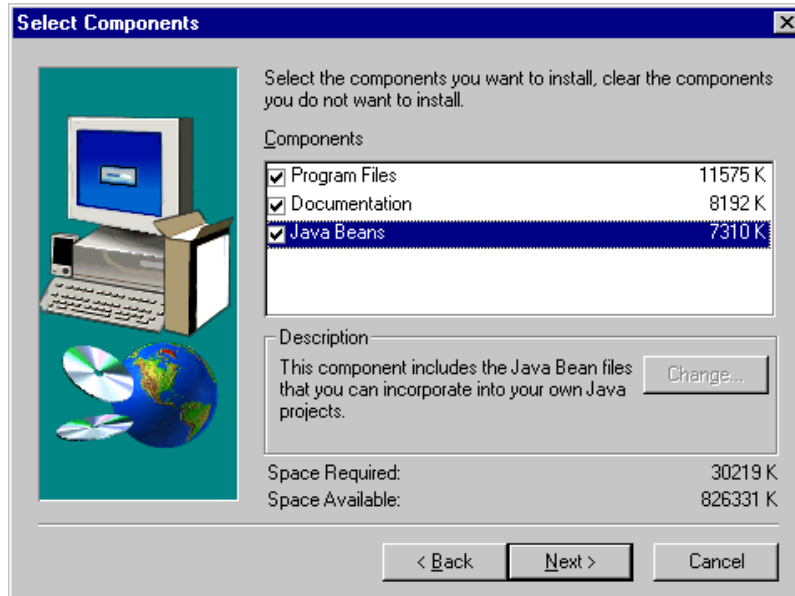 Select Components
Select the components you want to install, clear the components
you do not want to install.
Components
Program Files 11575 K
Documentation 8192 K
Java Beans 7310 K
Description
This component includes the Java Bean files
that you can incorporate into your own Java
projects.
Change...
Space Required: 30219 K
Space Available: 826331 K
< Back Next > Cancel